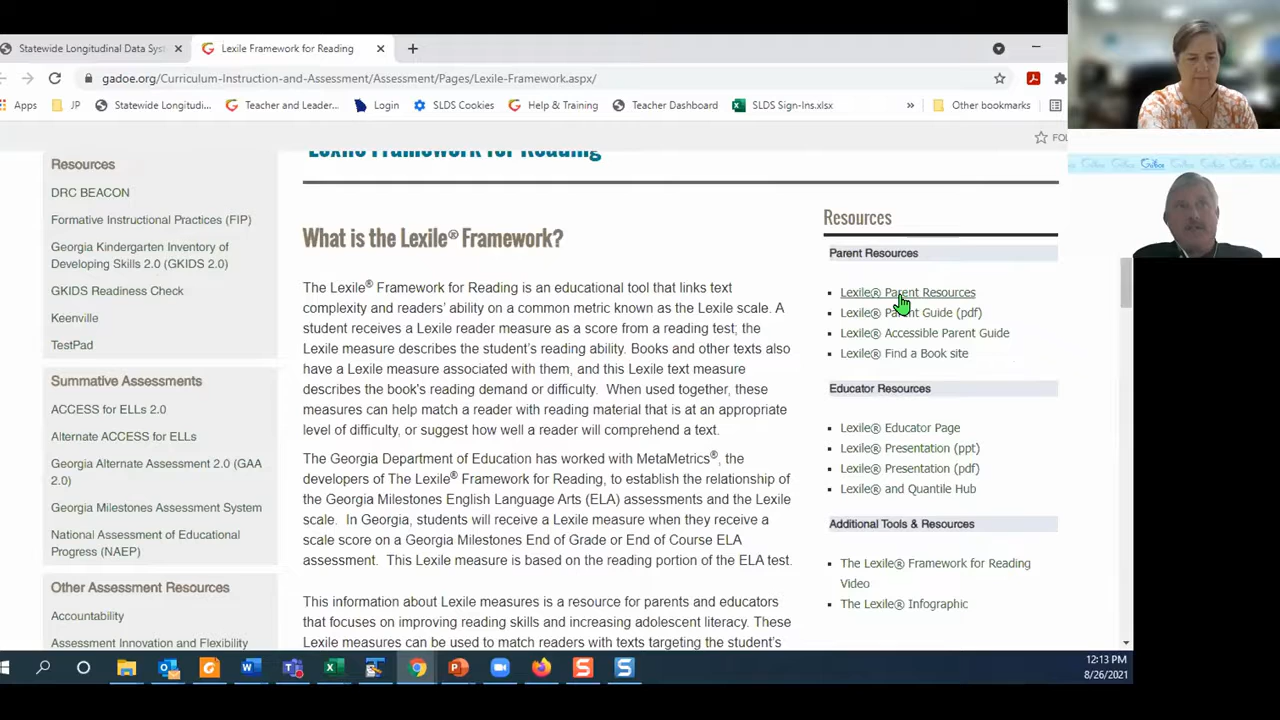 Statewide Longitudinal Data Sys
Lexile Framework for Reading
gadoe.org/Curriculum-Instruction-and-Assessment/Assessment/Pages/Lexile-Framework.aspx/
Apps
JP
Statewide Longitudi...
Teacher and Leader...
Login
SLDS Cookies
Help & Training
Teacher Dashboard
SLDS Sign-Ins.xlsx
»
Other bookmarks
FOL
Lexile Framework for Reading
Resources
DRC BEACON
Formative Instructional Practices (FIP)
Georgia Kindergarten Inventory of
Developing Skills 2.0 (GKIDS 2.0)
GKIDS Readiness Check
Keenville
TestPad
Summative Assessments
ACCESS for ELLs 2.0
Alternate ACCESS for ELLs
Georgia Alternate Assessment 2.0 (GAA
2.0)
Georgia Milestones Assessment System
National Assessment of Educational
Progress (NAEP)
Other Assessment Resources
Accountability
Assessment Innovation and Flexibility
What is the Lexile® Framework?
The Lexile® Framework for Reading is an educational tool that links text
complexity and readers' ability on a common metric known as the Lexile scale. A
student receives a Lexile reader measure as a score from a reading test; the
Lexile measure describes the student's reading ability. Books and other texts also
have a Lexile measure associated with them, and this Lexile text measure
describes the book's reading demand or difficulty. When used together, these
measures can help match a reader with reading material that is at an appropriate
level of difficulty, or suggest how well a reader will comprehend a text.
The Georgia Department of Education has worked with MetaMetrics®, the
developers of The Lexile® Framework for Reading, to establish the relationship of
the Georgia Milestones English Language Arts (ELA) assessments and the Lexile
scale. In Georgia, students will receive a Lexile measure when they receive a
scale score on a Georgia Milestones End of Grade or End of Course ELA
assessment. This Lexile measure is based on the reading portion of the ELA test.
This information about Lexile measures is a resource for parents and educators
that focuses on improving reading skills and increasing adolescent literacy. These
Lexile measures can be used to match readers with texts targeting the student's
Resources
Parent Resources
Lexile® Parent Resources
Lexile® Parent Guide (pdf)
Lexile® Accessible Parent Guide
Lexile® Find a Book site
Educator Resources
Lexile® Educator Page
Lexile® Presentation (ppt)
Lexile® Presentation (pdf)
Lexile® and Quantile Hub
Additional Tools & Resources
The Lexile® Framework for Reading
Video
The Lexile® Infographic
12:13 PM
8/26/2021